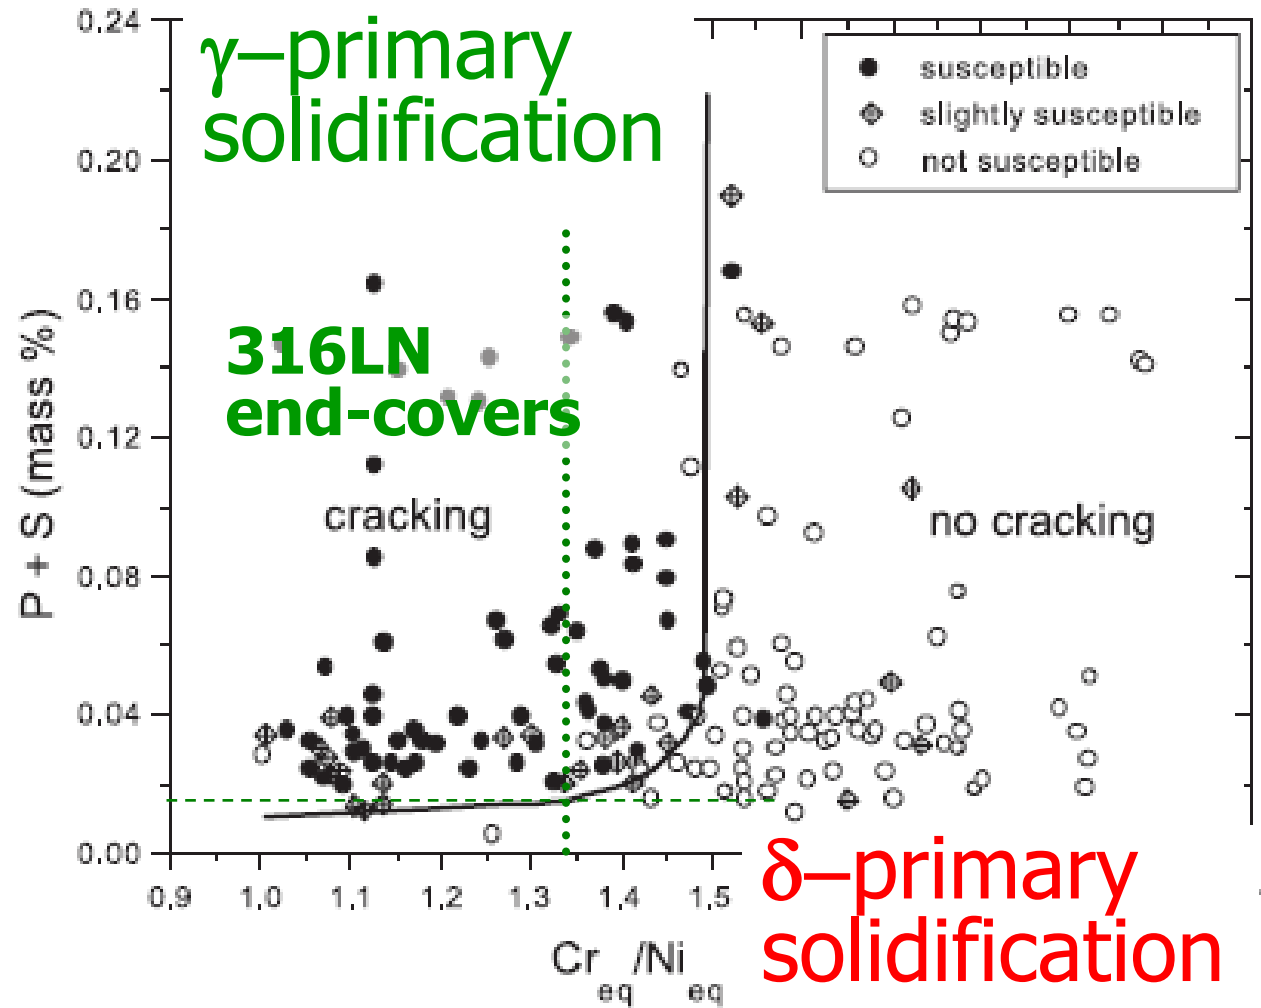 γ–primary
solidification
susceptible
slightly susceptible
not susceptible
316LN
end-covers
cracking
no cracking
P + S (mass %)
0.24
0.20
0.16
0.12
0.08
0.04
0.00
0.9 1.0 1.1 1.2 1.3 1.4 1.5
Cr eq /Ni eq
δ–primary
solidification